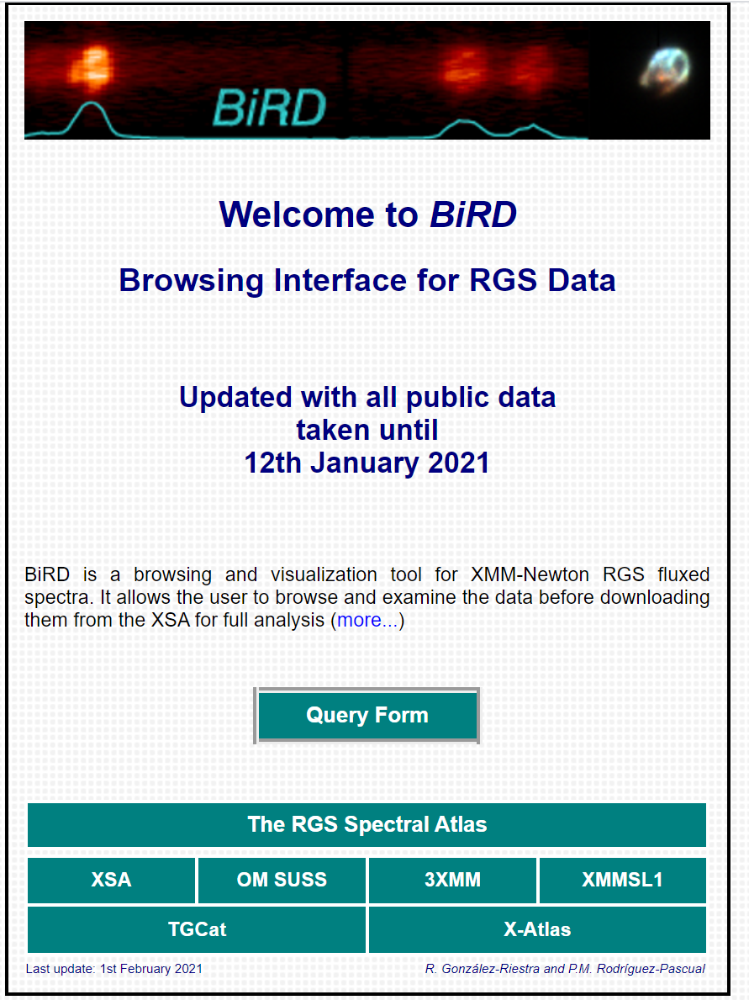 BiRD
Welcome to BiRD
Browsing Interface for RGS Data
Updated with all public data
taken until
12th January 2021
BiRD is a browsing and visualization tool for XMM-Newton RGS fluxed
spectra. It allows the user to browse and examine the data before downloading
them from the XSA for full analysis (more...)
Query Form
The RGS Spectral Atlas
XSA OM SUSS 3XMM XMMSL1
TGCat X-Atlas
Last update: 1st February 2021 R. González-Riestra and P.M. Rodríguez-Pascual